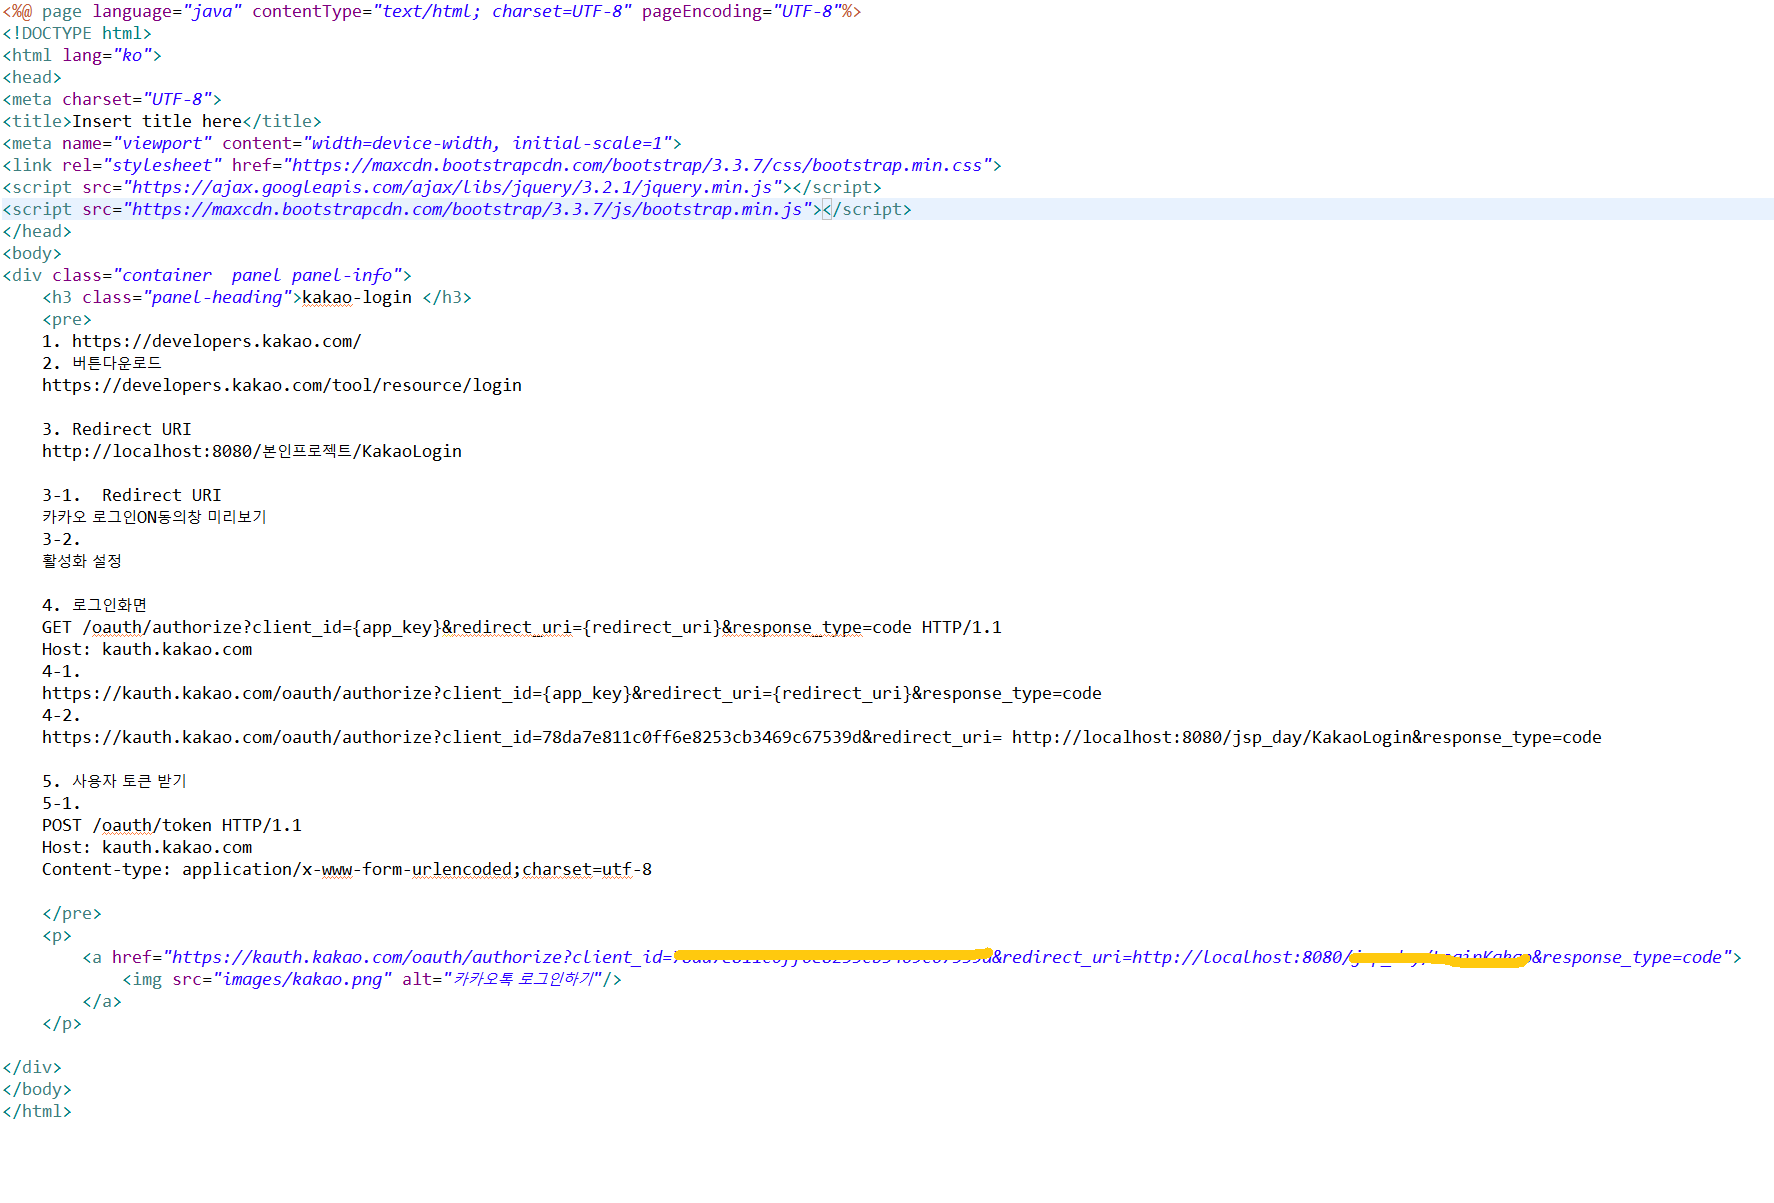 <%@ page language="java" contentType="text/html; charset=UTF-8" pageEncoding="UTF-8"%>
<!DOCTYPE html>
<html lang="ko">
<head>
<meta charset="UTF-8">
<title>Insert title here</title>
<meta name="viewport" content="width=device-width, initial-scale=1">
<link rel="stylesheet" href="https://maxcdn.bootstrapcdn.com/bootstrap/3.3.7/css/bootstrap.min.css">
<script src="https://ajax.googleapis.com/ajax/libs/jquery/3.2.1/jquery.min.js"></script>
<script src="https://maxcdn.bootstrapcdn.com/bootstrap/3.3.7/js/bootstrap.min.js"></script>
</head>
<body>
<div class="container  panel panel-info">
<h3 class="panel-heading">kakao-login </h3>
<pre>
1. https://developers.kakao.com/
2. 버튼다운로드
https://developers.kakao.com/tool/resource/login
3. Redirect URI
http://localhost:8080/본인프로젝트/KakaoLogin
3-1.  Redirect URI
카카오 로그인ON동의창 미리보기
3-2.
활성화 설정
4. 로그인화면
GET /oauth/authorize?client_id={app_key}&redirect_uri={redirect_uri}&response_type=code HTTP/1.1
Host: kauth.kakao.com
4-1.
https://kauth.kakao.com/oauth/authorize?client_id={app_key}&redirect_uri={redirect_uri}&response_type=code
4-2.
https://kauth.kakao.com/oauth/authorize?client_id=78da7e811c0ff6e8253cb3469c67539d&redirect_uri= http://localhost:8080/jsp_day/KakaoLogin&response_type=code
5. 사용자 토큰 받기
5-1.
POST /oauth/token HTTP/1.1
Host: kauth.kakao.com
Content-type: application/x-www-form-urlencoded;charset=utf-8
</pre>
<p>
<a href="https://kauth.kakao.com/oauth/authorize?client_id= &redirect_uri=http://localhost:8080/ &response_type=code">
<img src="images/kakao.png" alt="카카오톡 로그인하기"/>
</a>
</p>
</div>
</body>
</html>